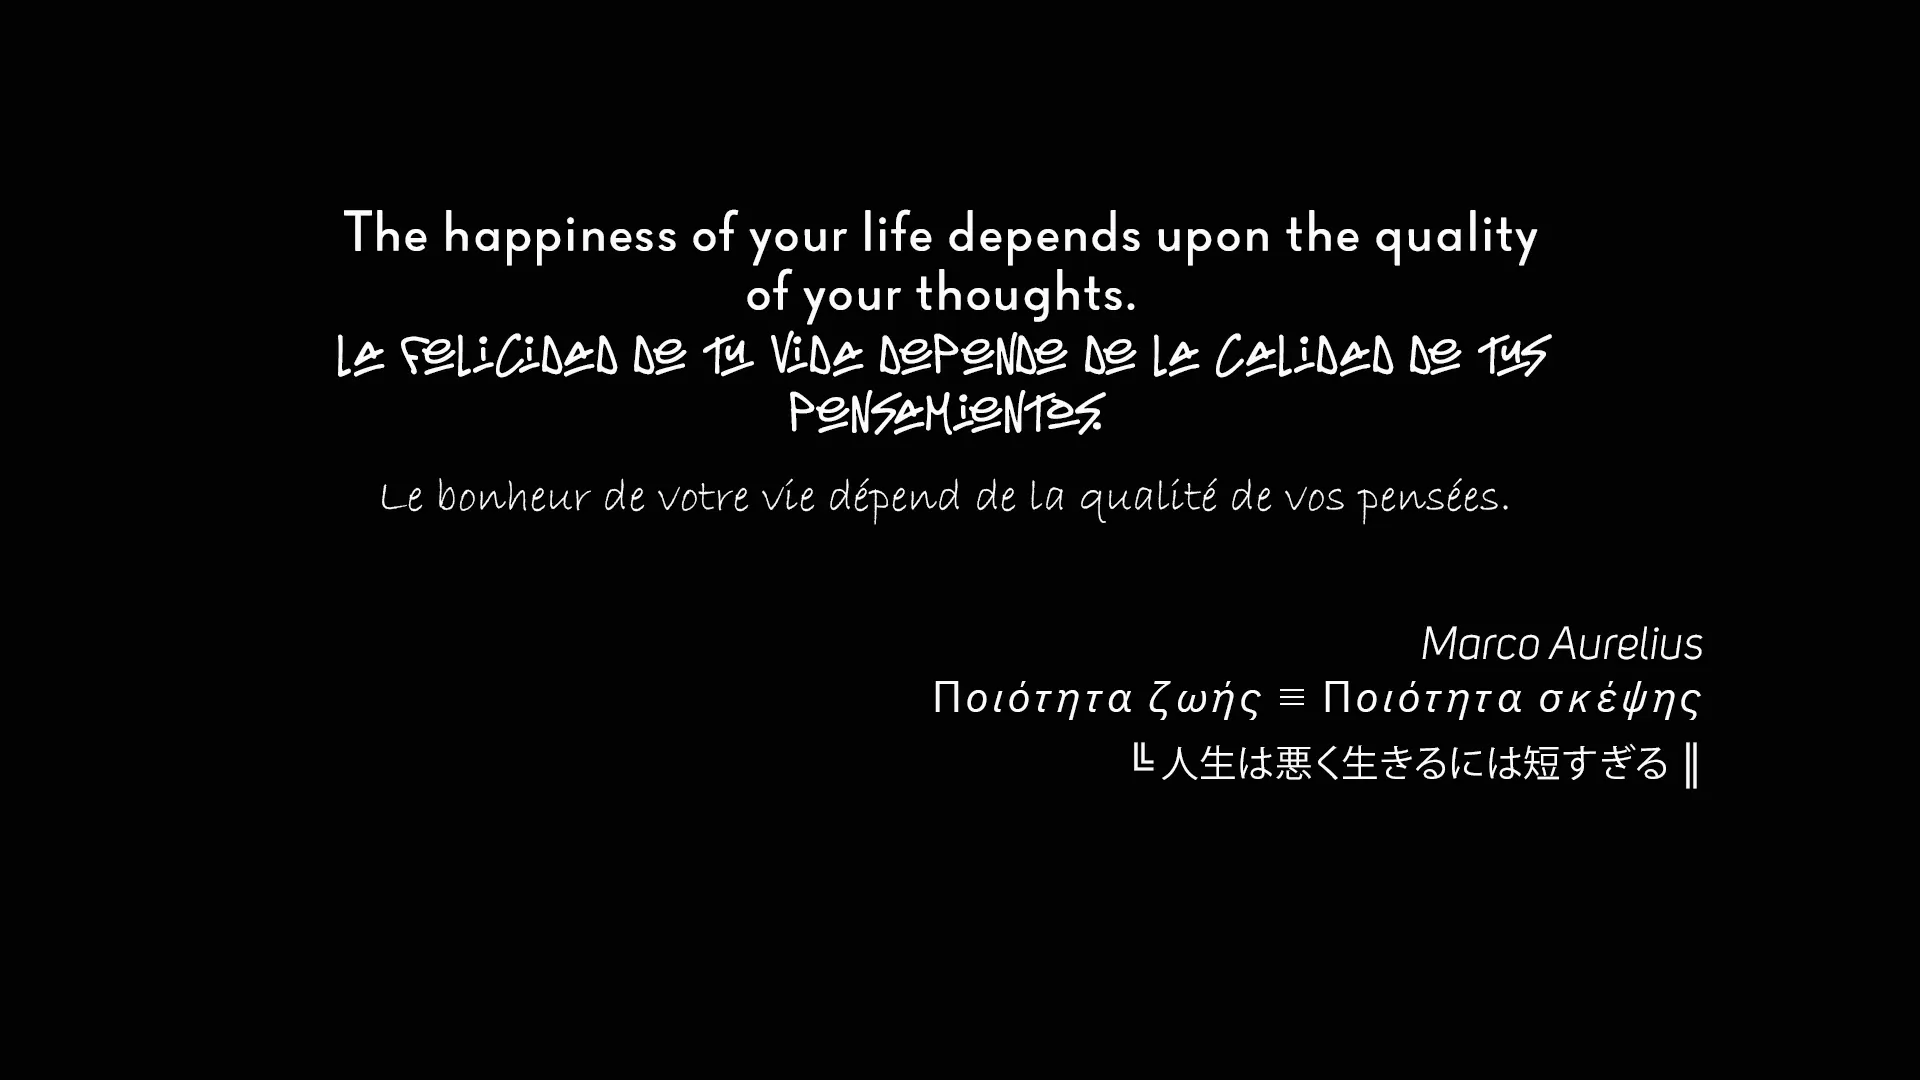 The happiness of your life depends upon the quality
of your thoughts.
La felicidad de tu vida depende de la calidad de tus
pensamientos.
Le bonheur de votre vie dépend de la qualité de vos pensées.
Marco Aurelius
Ποιότητα ζωής ≡ Ποιότητα σκέψης
╚ 人生は悪く生きるには短すぎる ║